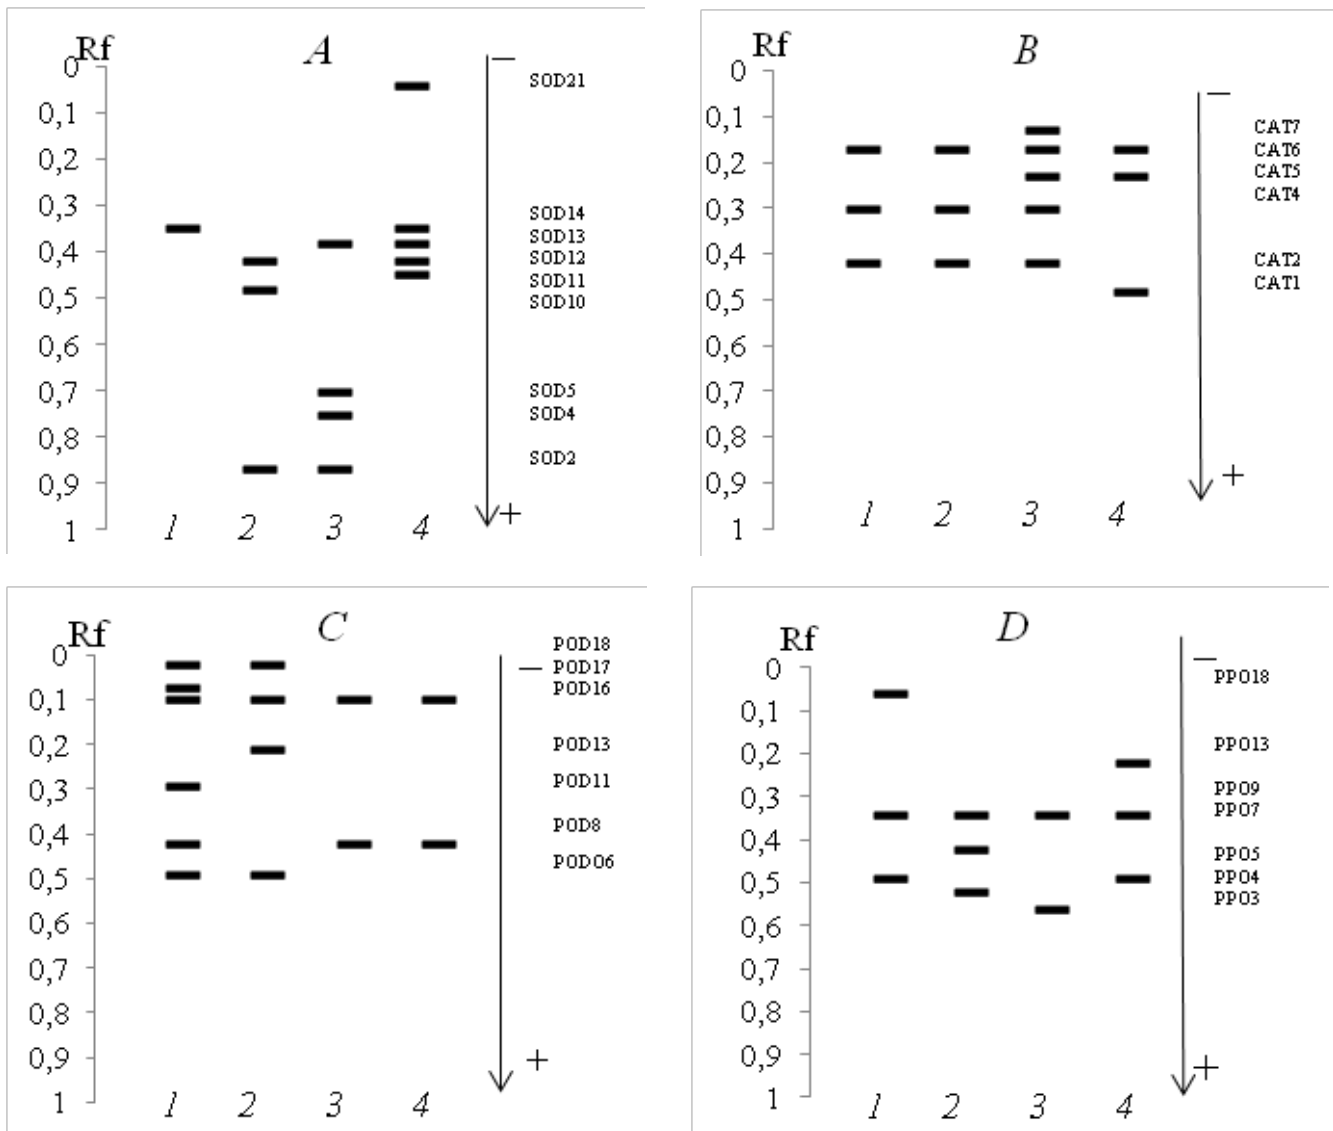 A
Rf
0
0,1
0,2
0,3
0,4
0,5
0,6
0,7
0,8
0,9
1
1 2 3 4
—
+
SOD21
SOD14
SOD13
SOD12
SOD11
SOD10
SOD5
SOD4
SOD2
B
Rf
0
0,1
0,2
0,3
0,4
0,5
0,6
0,7
0,8
0,9
1
1 2 3 4
—
+
CAT7
CAT6
CAT5
CAT4
CAT2
CAT1
C
Rf
0
0,1
0,2
0,3
0,4
0,5
0,6
0,7
0,8
0,9
1
1 2 3 4
—
+
POD18
POD17
POD16
POD13
POD11
POD8
POD06
D
Rf
0
0,1
0,2
0,3
0,4
0,5
0,6
0,7
0,8
0,9
1
1 2 3 4
—
+
PPO18
PPO13
PPO9
PPO7
PPO5
PPO4
PPO3